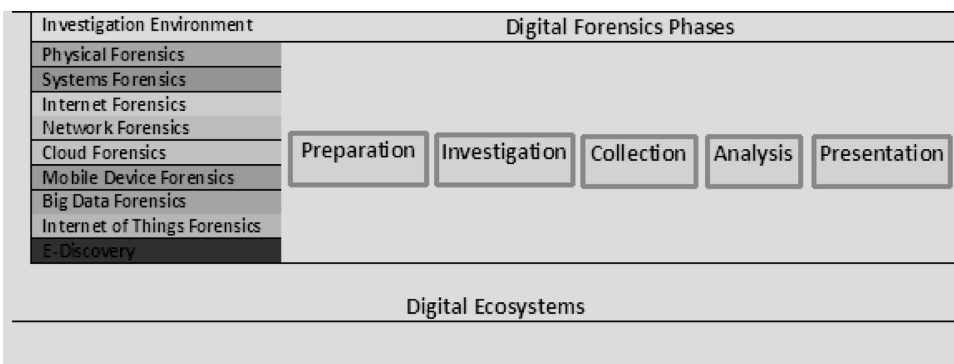 Investigation Environment
Digital Forensics Phases
Physical Forensics
Systems Forensics
Internet Forensics
Network Forensics
Cloud Forensics
Mobile Device Forensics
Big Data Forensics
Internet of Things Forensics
E-Discovery
Preparation
Investigation
Collection
Analysis
Presentation
Digital Ecosystems